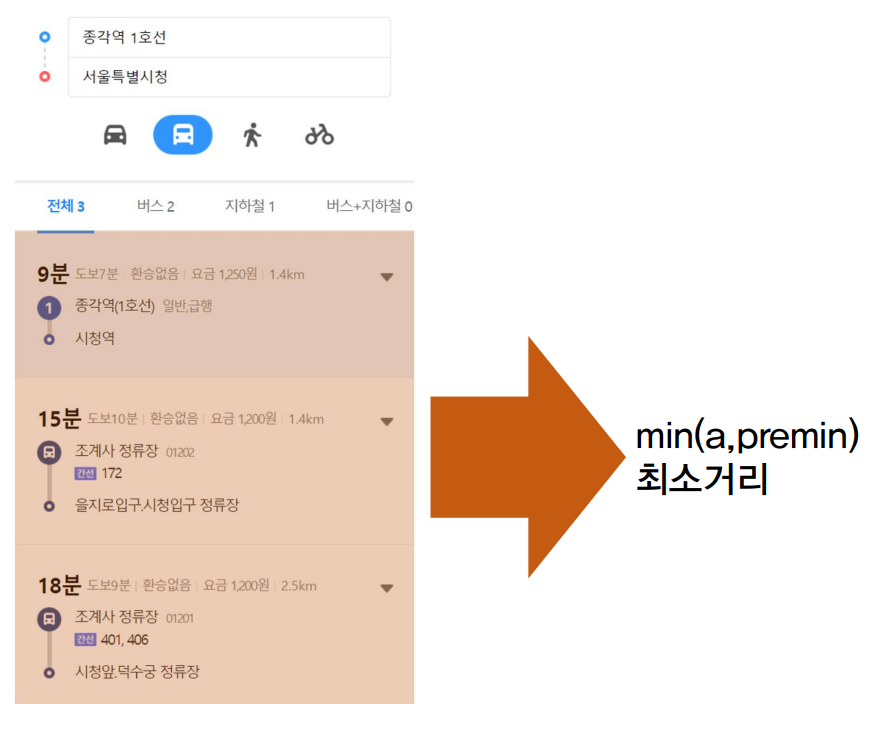 종각역 1호선
서울특별시청
전체 3 버스 2 지하철 1 버스+지하철 0
9분 도보7분 환승없음 요금 1,250원 1.4km
1 종각역(1호선) 일반,급행
시청역
15분 도보10분 환승없음 요금 1,200원 1.4km
조계사 정류장 01202
간선 172
을지로입구.시청입구 정류장
18분 도보9분 환승없음 요금 1,200원 2.5km
조계사 정류장 01201
간선 401, 406
시청앞.덕수궁 정류장
min(a,premin)
최소거리